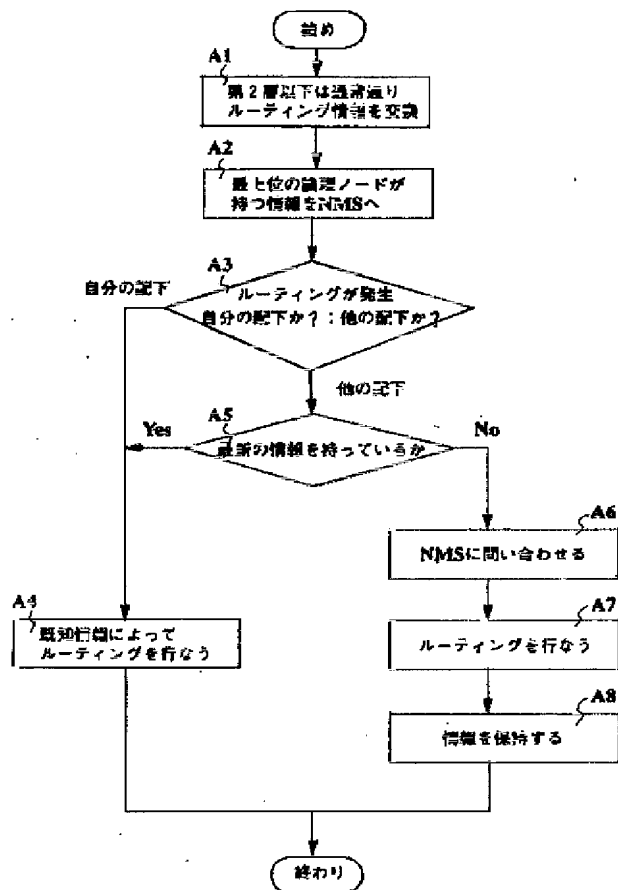 始め
A1
第2層以下は通常通り
ルーティング情報を交換
A2
最上位の論理ノードが
持つ情報をNMSへ
A3
ルーティングが発生
自分の配下か?:他の配下か?
自分の配下
他の配下
A5
最新の情報を持っているか
Yes
No
A6
NMSに問い合わせる
A4
既知情報によって
ルーティングを行なう
A7
ルーティングを行なう
A8
情報を保持する
終わり